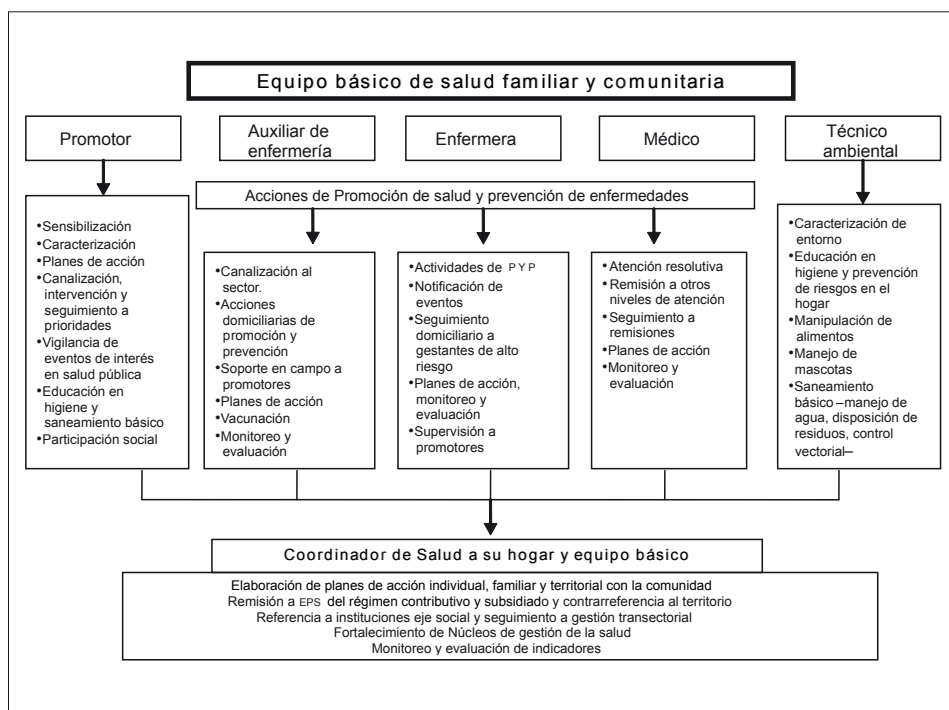 Equipo básico de salud familiar y comunitaria
Promotor
Auxiliar de
enfermería
Enfermera
Médico
Técnico
ambiental
Acciones de Promoción de salud y prevención de enfermedades
•Sensibilización
•Caracterización
•Planes de acción
•Canalización,
intervención y
seguimiento a
prioridades
•Vigilancia de
eventos de interés
en salud pública
•Educación en
higiene y
saneamiento básico
•Participación social
•Canalización al
sector.
•Acciones
domiciliarias de
promoción y
prevención
•Soporte en campo a
promotores
•Planes de acción
•Vacunación
•Monitoreo y
evaluación
•Actividades de PYP
•Notificación de
eventos
•Seguimiento
domiciliario a
gestantes de alto
riesgo
•Planes de acción,
monitoreo y
evaluación
•Supervisión a
promotores
•Atención resolutiva
•Remisión a otros
niveles de atención
•Seguimiento a
remisiones
•Planes de acción
•Monitoreo y
evaluación
•Caracterización de
entorno
•Educación en
higiene y prevención
de riesgos en el
hogar
•Manipulación de
alimentos
•Manejo de
mascotas
•Saneamiento
básico –manejo de
agua, disposición de
residuos, control
vectorial–
Coordinador de Salud a su hogar y equipo básico
Elaboración de planes de acción individual, familiar y territorial con la comunidad
Remisión a EPS del régimen contributivo y subsidiado y contrarreferencia al territorio
Referencia a instituciones eje social y seguimiento a gestión transectorial
Fortalecimiento de Núcleos de gestión de la salud
Monitoreo y evaluación de indicadores